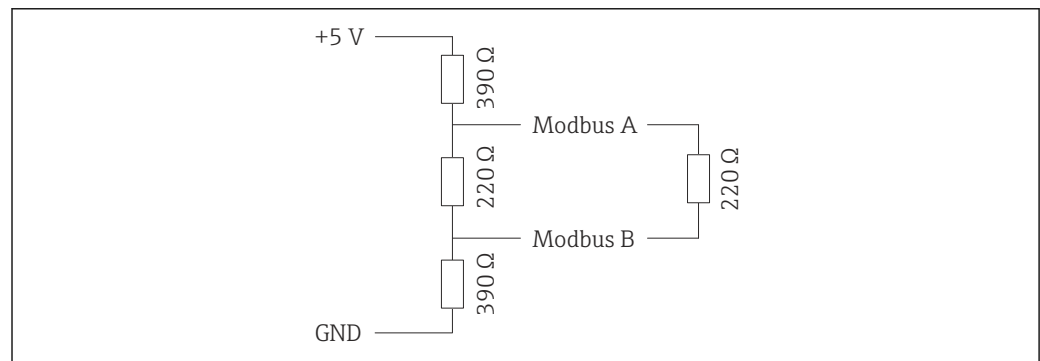 +5 V
390 Ω
Modbus A
220 Ω
220 Ω
Modbus B
390 Ω
GND